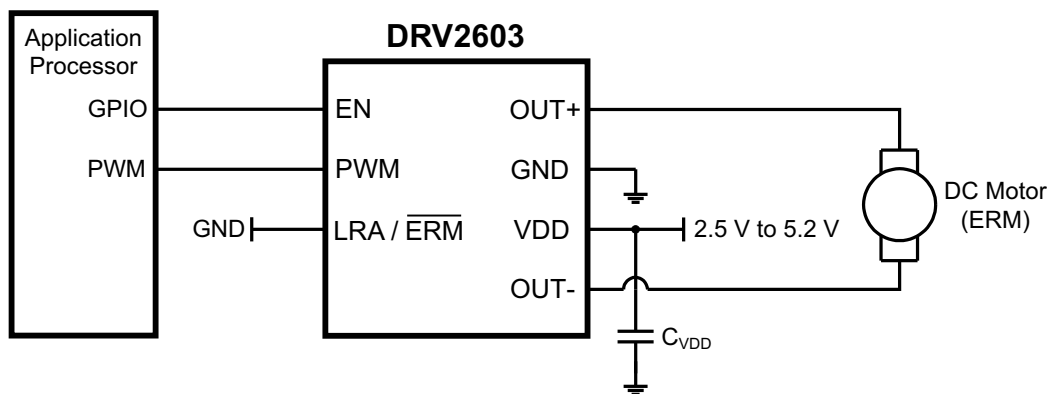 Application
Processor
GPIO
PWM
DRV2603
EN
PWM
LRA / ERM
OUT+
GND
VDD
OUT-
GND
2.5 V to 5.2 V
CVDD
DC Motor
(ERM)